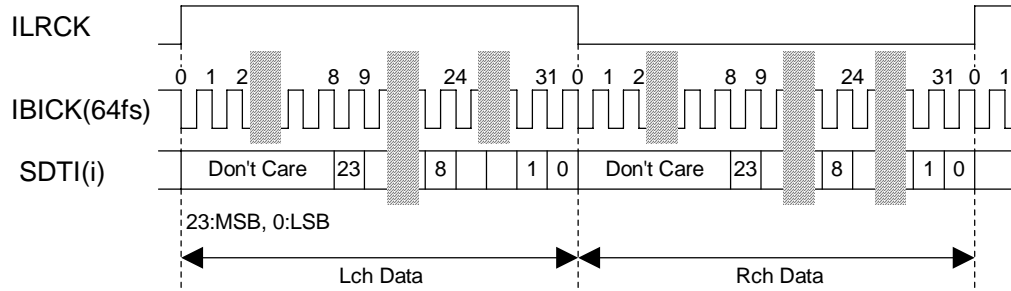 ILRCK
0 1 2 8 9 24 31 0 1 2 8 9 24 31 0 1
IBICK(64fs)
SDTI(i) Don't Care 23 8 1 0 Don't Care 23 8 1 0
23:MSB, 0:LSB
Lch Data Rch Data